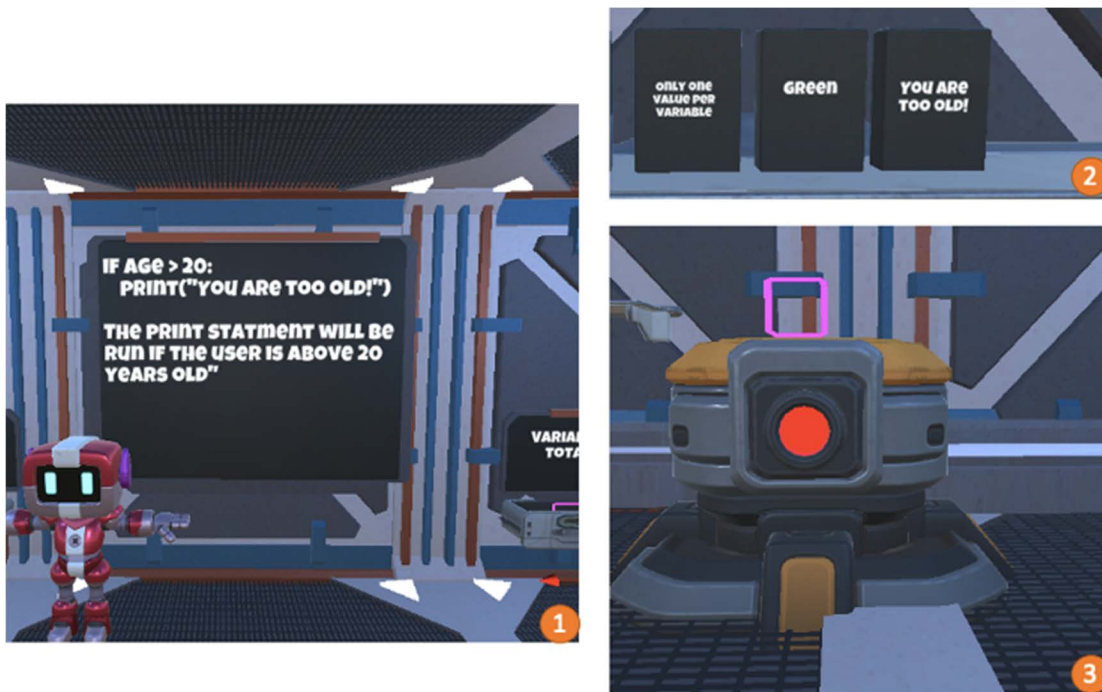 IF AGE > 20:
PRINT("YOU ARE TOO OLD!")
THE PRINT STATMENT WILL BE
RUN IF THE USER IS ABOVE 20
YEARS OLD"
1
ONLY ONE
VALUE PER
VARIABLE
GREEN
YOU ARE
TOO OLD!
2
3